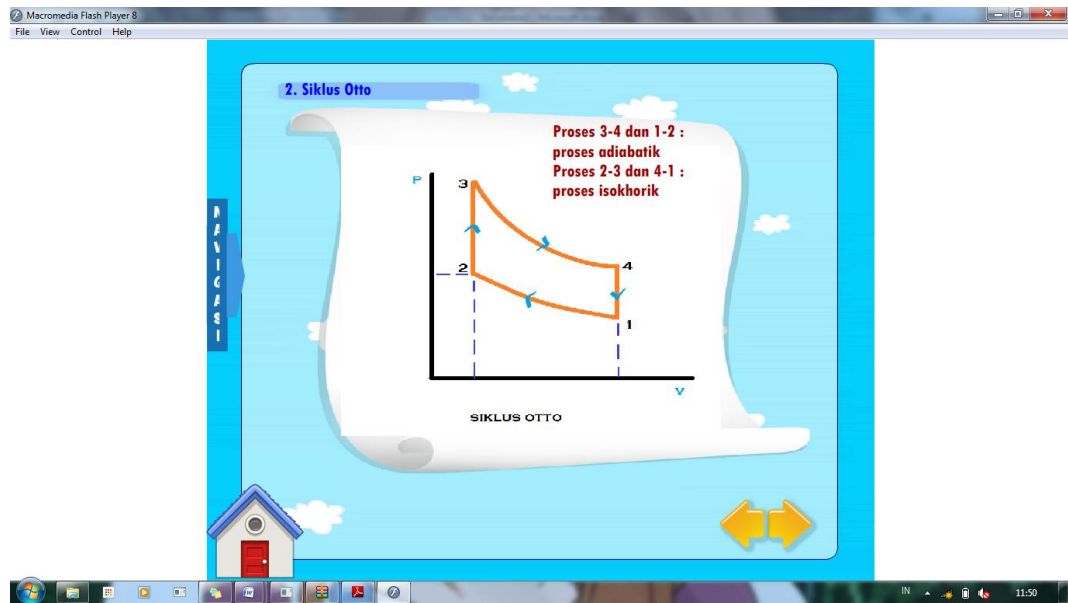 Macromedia Flash Player 8
File View Control Help
2. Siklus Otto
Proses 3-4 dan 1-2 :
proses adiabatik
Proses 2-3 dan 4-1 :
proses isokhorik
P
3
2
4
1
V
SIKLUS OTTO
NAVIGASI
IN
11:50